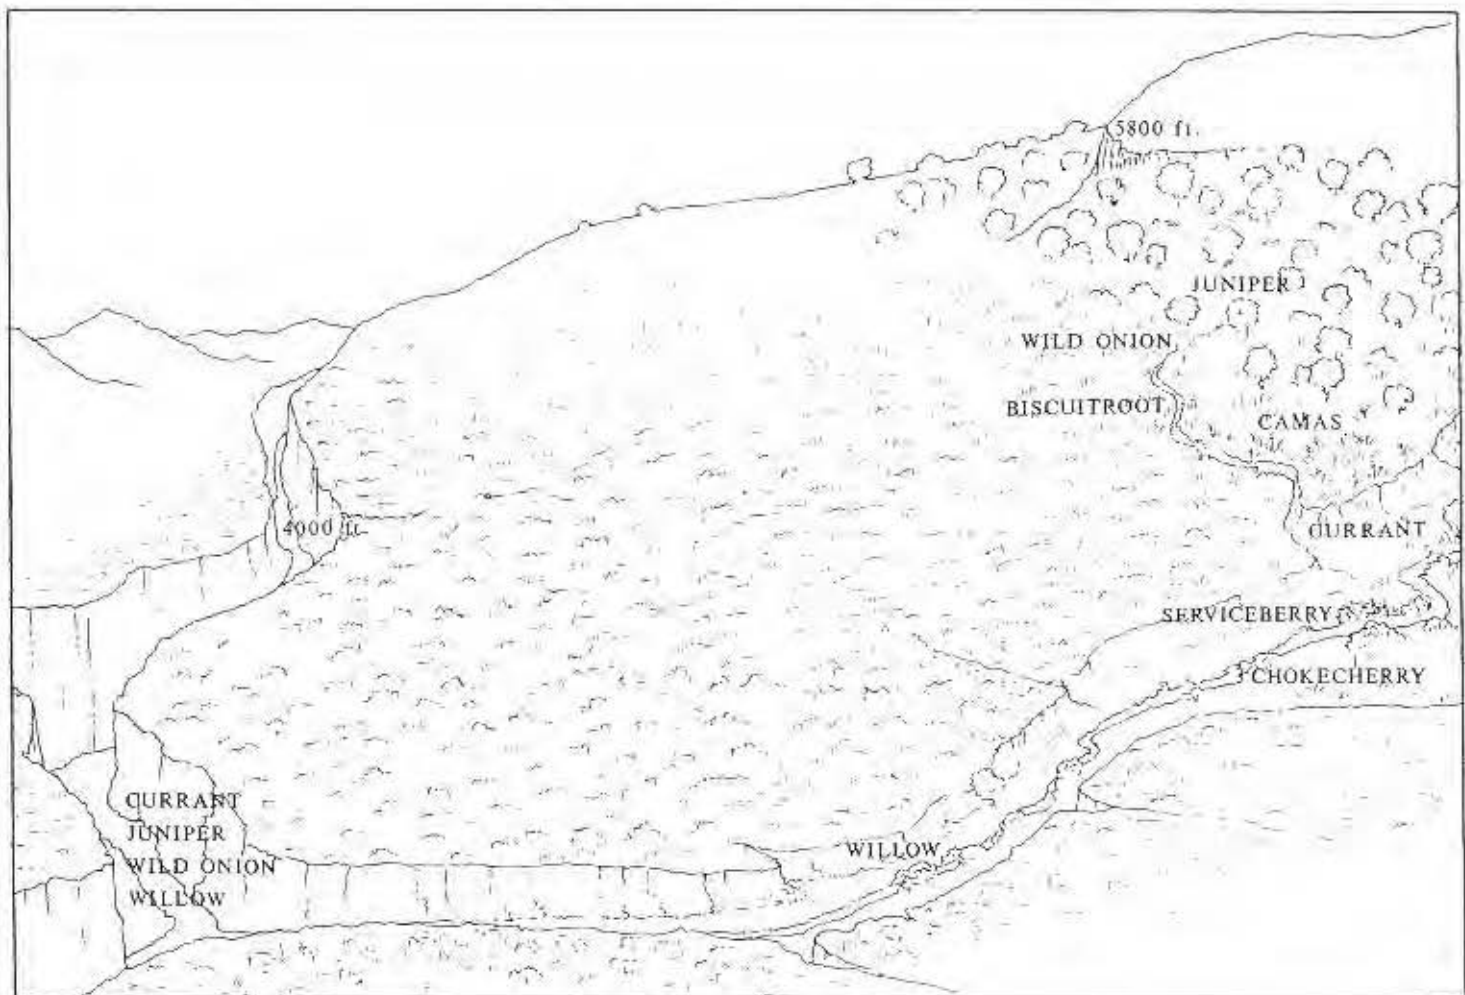 5800 ft.
JUNIPER
WILD ONION
BISCUITROOT
CAMAS
4000 ft.
CURRANT
SERVICEBERRY
CHOKECHERRY
CURRANT
JUNIPER
WILD ONION
WILLOW
WILLOW